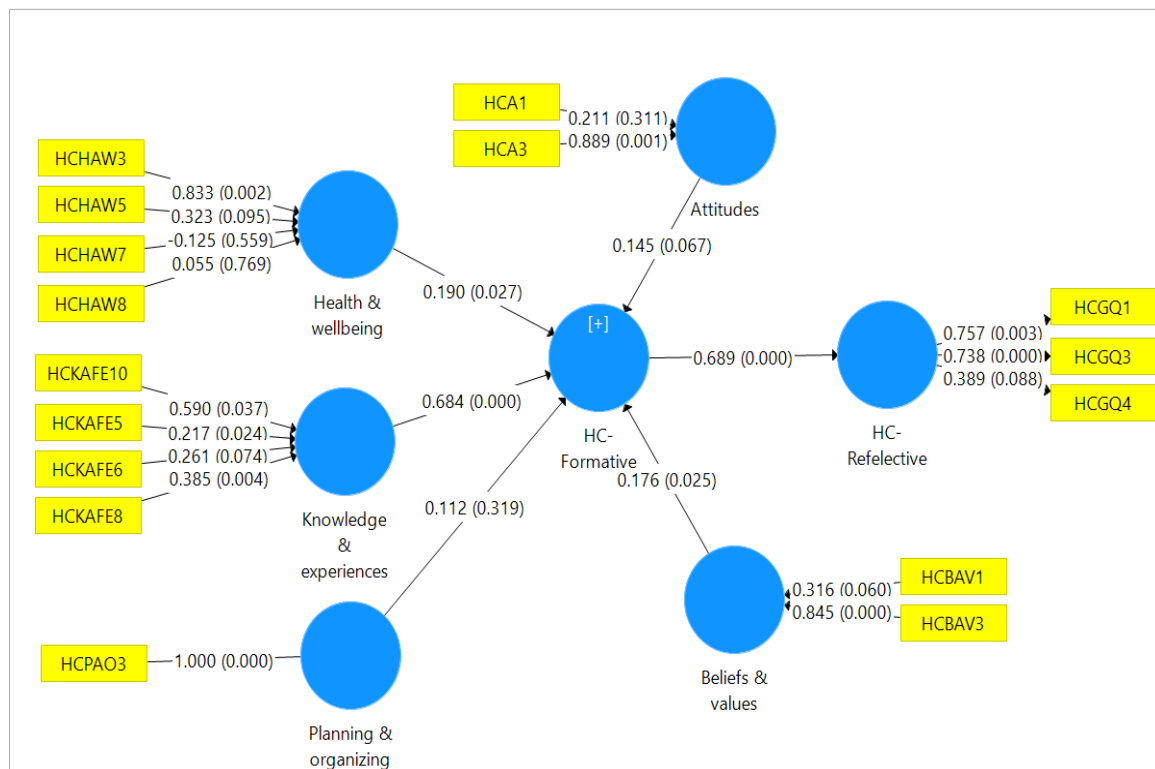 HCA1
HCA3
0.211 (0.311)
0.889 (0.001)
Attitudes
0.145 (0.067)
HCHAW3
HCHAW5
HCHAW7
HCHAW8
0.833 (0.002)
0.323 (0.095)
-0.125 (0.559)
0.055 (0.769)
Health &
wellbeing
0.190 (0.027)
[+]
HC-
Formative
0.689 (0.000)
HC-
Refelective
0.757 (0.003)
0.738 (0.000)
0.389 (0.088)
HCGQ1
HCGQ3
HCGQ4
HCKAFE10
HCKAFE5
HCKAFE6
HCKAFE8
0.590 (0.037)
0.217 (0.024)
0.261 (0.074)
0.385 (0.004)
Knowledge
&
experiences
0.684 (0.000)
0.112 (0.319)
0.176 (0.025)
HCPAO3
1.000 (0.000)
Planning &
organizing
Beliefs &
values
0.316 (0.060)
0.845 (0.000)
HCBAV1
HCBAV3